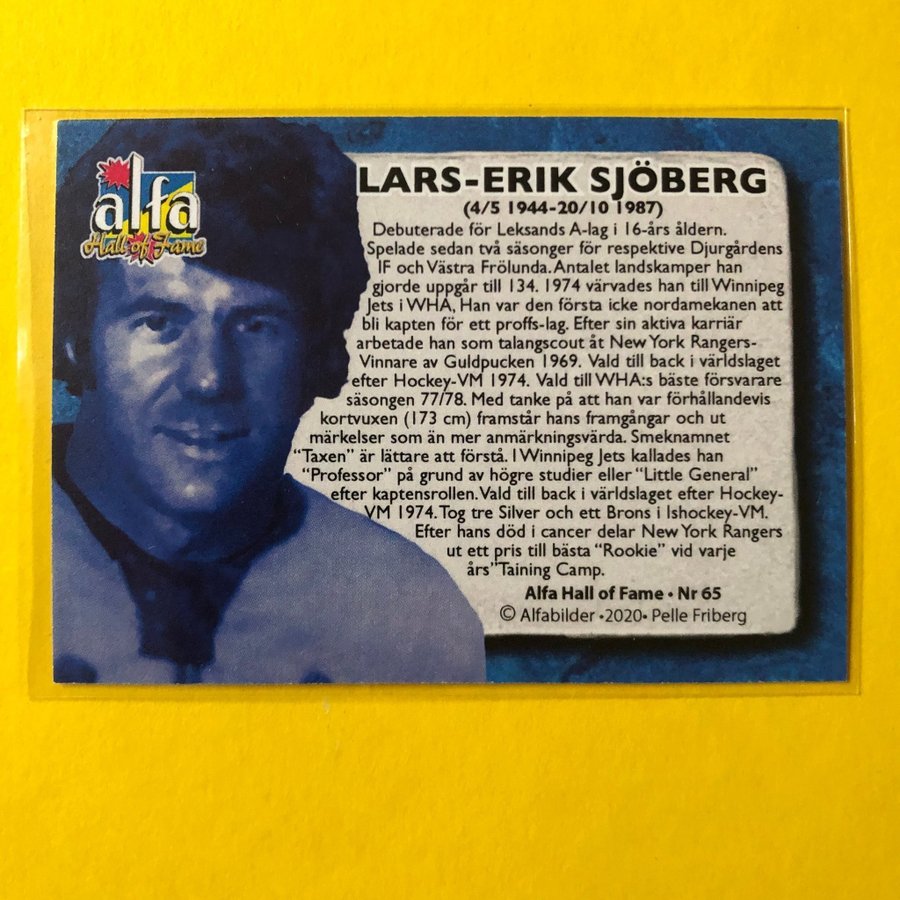 alfa
Hall of Fame
LARS-ERIK SJÖBERG
(4/5 1944-20/10 1987)
Debuterade för Leksands A-lag i 16-års åldern.
Spelade sedan två säsonger för respektive Djurgårdens
IF och Västra Frölunda. Antalet landskamper han
gjorde uppgår till 134. 1974 värvades han till Winnipeg
Jets i WHA, Han var den första icke nordamekanen att
bli kapten för ett proffs-lag. Efter sin aktiva karriär
arbetade han som talangscout åt New York Rangers-
Vinnare av Guldpucken 1969. Vald till back i världslaget
efter Hockey-VM 1974. Vald till WHA:s bäste försvarare
säsongen 77/78. Med tanke på att han var förhållandevis
kortvuxen (173 cm) framstår hans framgångar och ut
märkelser som än mer anmärkningsvärda. Smeknamnet
"Taxen" är lättare att förstå. I Winnipeg Jets kallades han
"Professor" på grund av högre studier eller "Little General"
efter kaptensrollen. Vald till back i världslaget efter Hockey-
VM 1974. Tog tre Silver och ett Brons i Ishockey-VM.
Efter hans död i cancer delar New York Rangers
ut ett pris till bästa "Rookie" vid varje
års"Taining Camp.
Alfa Hall of Fame • Nr 65
© Alfabilder •2020• Pelle Friberg